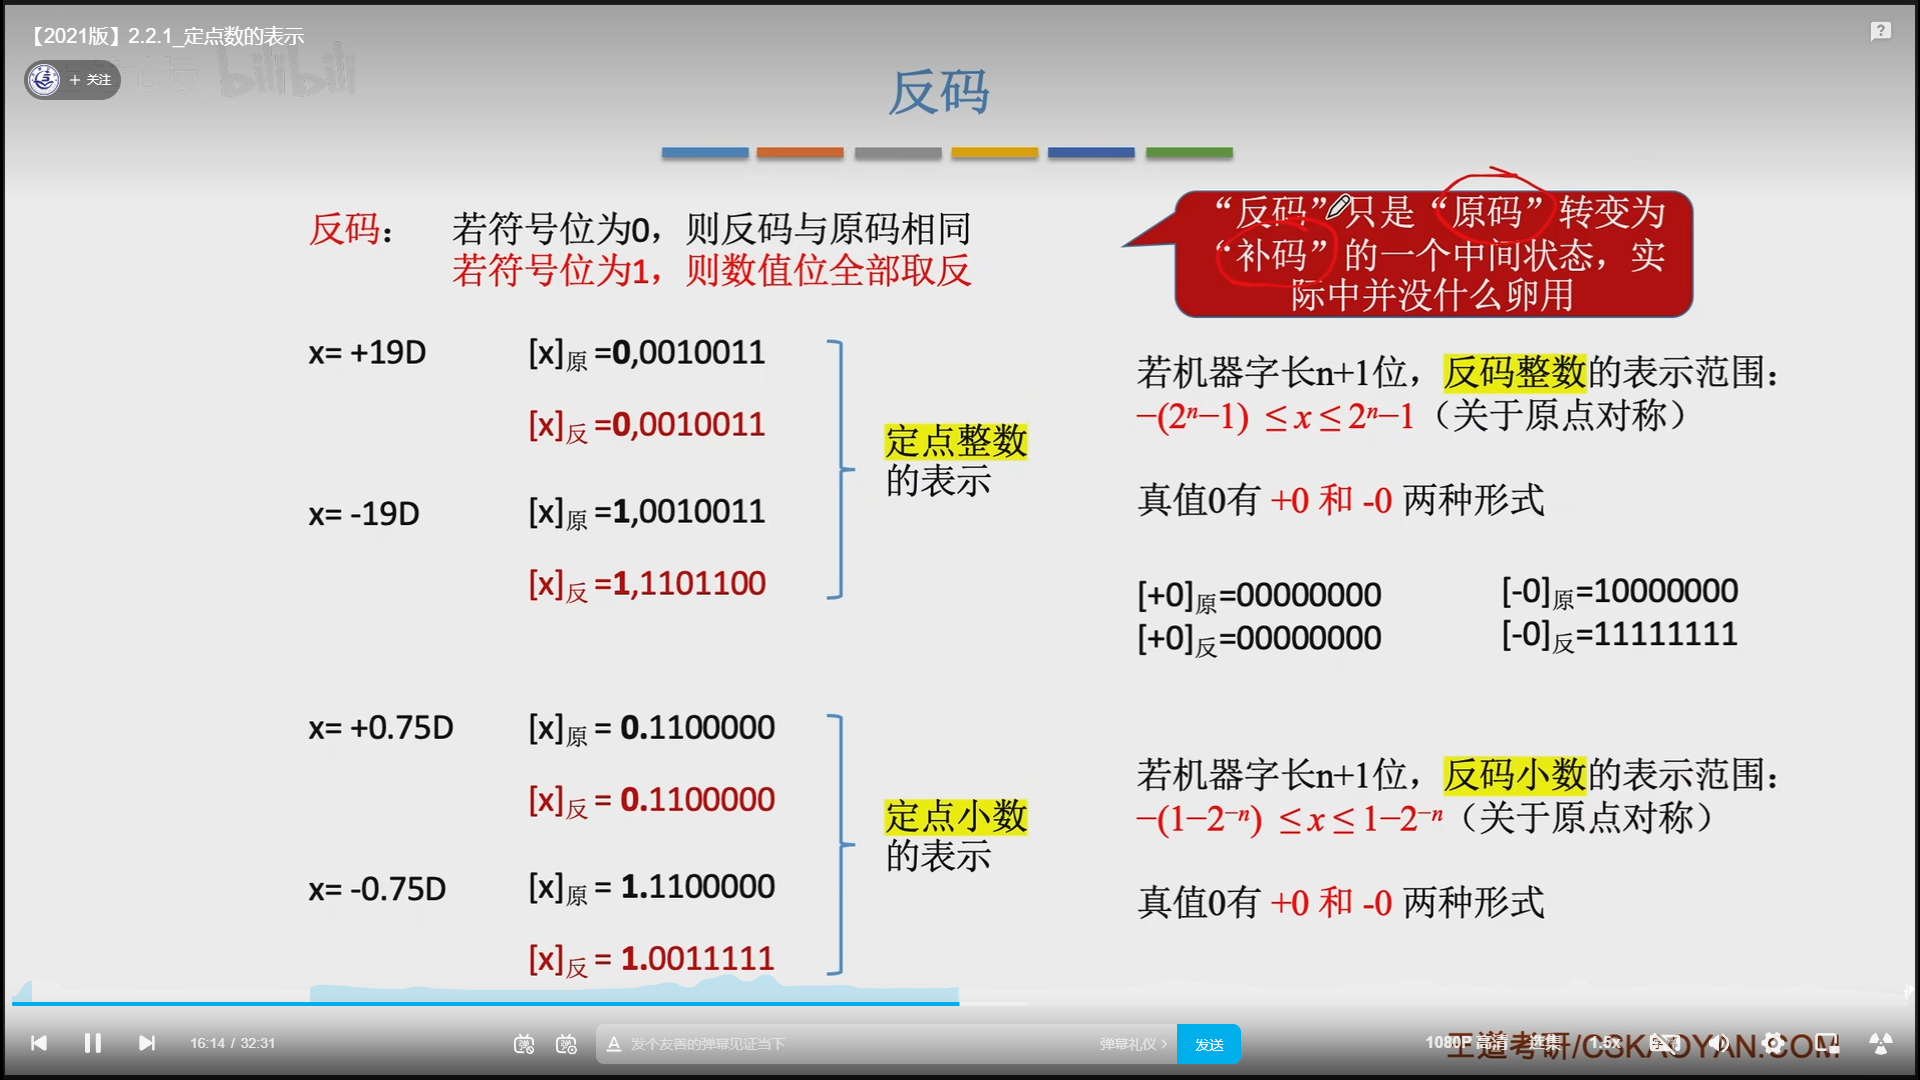 【2021版】2.2.1_定点数的表示
+ 关注
bilibili
反码
反码： 若符号位为0，则反码与原码相同
若符号位为1，则数值位全部取反
“反码”只是“原码”转变为
“补码”的一个中间状态，实
际中并没什么卵用
x= +19D [x]原 =0,0010011
[x]反 =0,0010011
x= -19D [x]原 =1,0010011
[x]反 =1,1101100
定点整数
的表示
若机器字长n+1位，反码整数的表示范围：
−(2ⁿ−1) ≤ x ≤ 2ⁿ−1（关于原点对称）
真值0有 +0 和 -0 两种形式
[+0]原=00000000 [-0]原=10000000
[+0]反=00000000 [-0]反=11111111
x= +0.75D [x]原 = 0.1100000
[x]反 = 0.1100000
x= -0.75D [x]原 = 1.1100000
[x]反 = 1.0011111
定点小数
的表示
若机器字长n+1位，反码小数的表示范围：
−(1−2⁻ⁿ) ≤ x ≤ 1−2⁻ⁿ（关于原点对称）
真值0有 +0 和 -0 两种形式
16:14 / 32:31
发个友善的弹幕见证当下
弹幕礼仪 >
发送
1080P 高清 选集 1.5x
王道考研/CSKAOYAN.COM